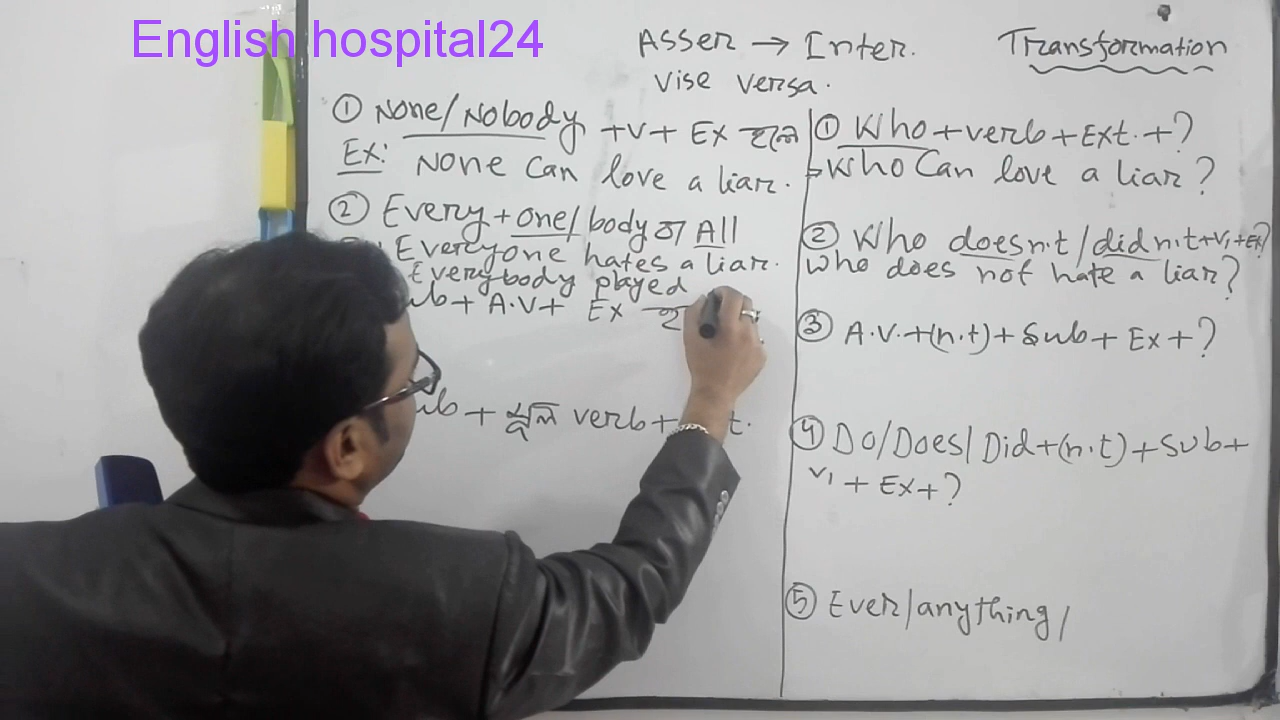 English hospital24
Asser → Inter.
vise versa.
Transformation
① None/Nobody + v + Ex হলে
Ex: None can love a liar.
② Every + one/body বা All
Everyone hates a liar.
Everybody played
+ A.V + Ex
+ মূল verb +
① Who + verb + Ext. + ?
Who can love a liar?
② Who doesn.t/didn.t + v₁ + Ex?
Who does not hate a liar?
③ A.V. + (n.t) + Sub + Ex + ?
④ Do/Does/Did + (n.t) + Sub +
v₁ + Ex + ?
⑤ Ever/anything/